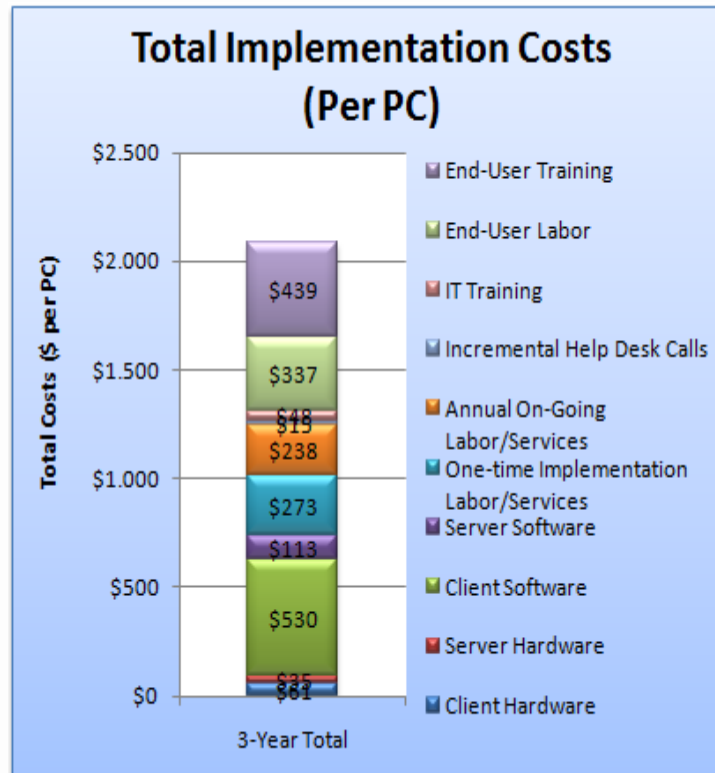 Total Implementation Costs
(Per PC)
Total Costs ($ per PC)
$2.500
$2.000
$1.500
$1.000
$500
$0
$439
$337
$48
$15
$238
$273
$113
$530
$35
$61
3-Year Total
End-User Training
End-User Labor
IT Training
Incremental Help Desk Calls
Annual On-Going
Labor/Services
One-time Implementation
Labor/Services
Server Software
Client Software
Server Hardware
Client Hardware